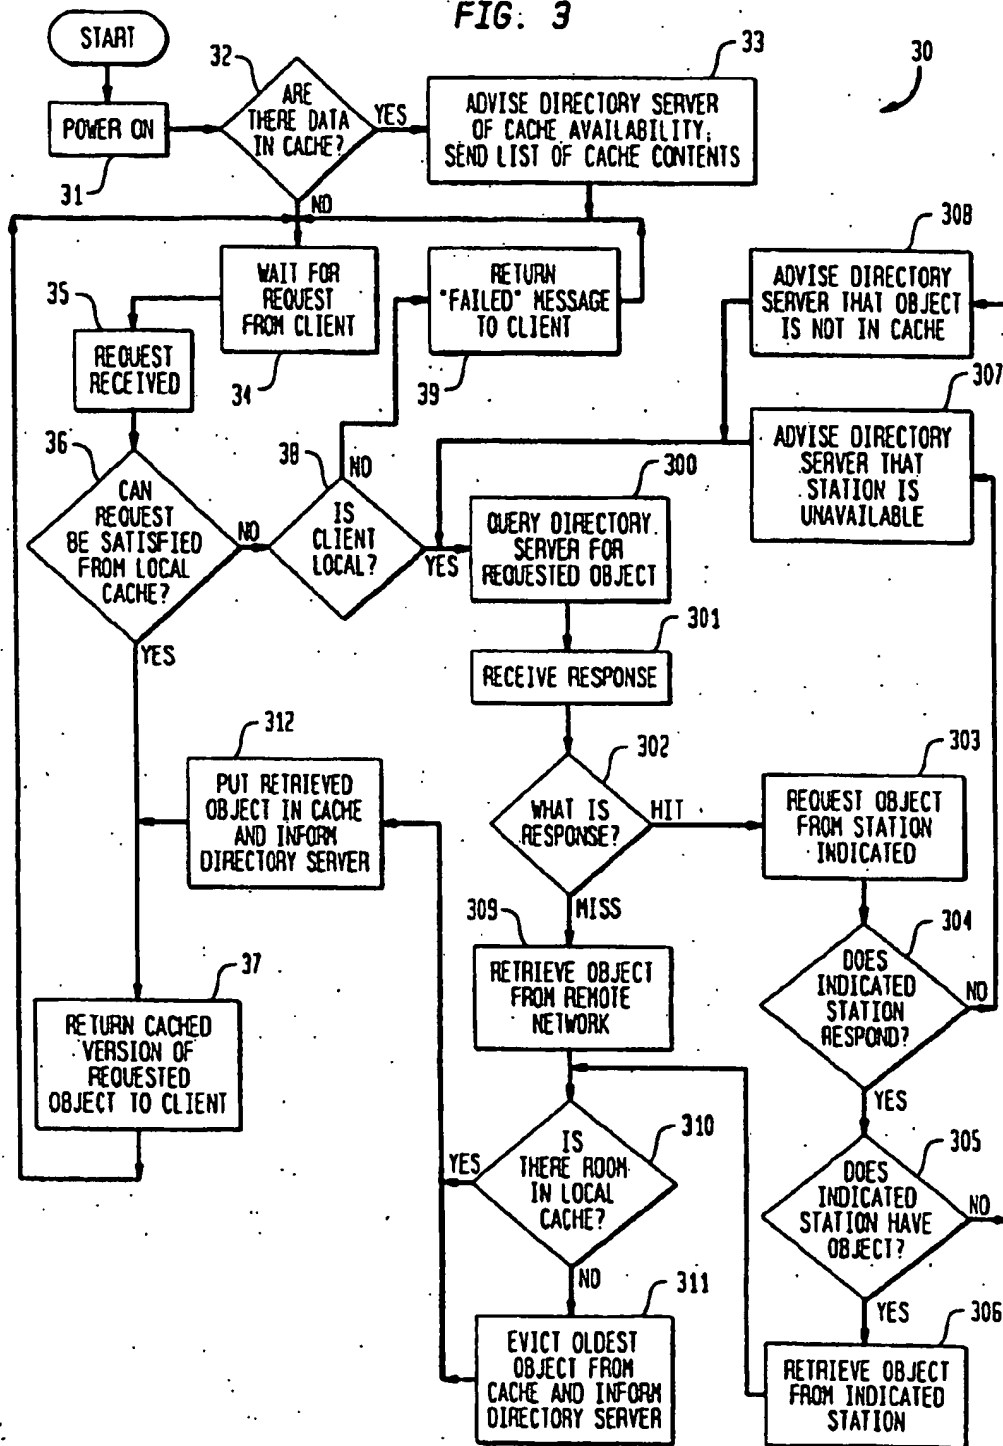 FIG. 3
START
30
32
33
ARE
THERE DATA
IN CACHE?
YES
NO
POWER ON
31
ADVISE DIRECTORY SERVER
OF CACHE AVAILABILITY;
SEND LIST OF CACHE CONTENTS
WAIT FOR
REQUEST
FROM CLIENT
34
RETURN
"FAILED" MESSAGE
TO CLIENT
39
308
ADVISE DIRECTORY
SERVER THAT OBJECT
IS NOT IN CACHE
35
REQUEST
RECEIVED
307
ADVISE DIRECTORY
SERVER THAT
STATION IS
UNAVAILABLE
36
CAN
REQUEST
BE SATISFIED
FROM LOCAL
CACHE?
NO
YES
38
NO
IS
CLIENT
LOCAL?
YES
300
QUERY DIRECTORY
SERVER FOR
REQUESTED OBJECT
301
RECEIVE RESPONSE
302
WHAT IS
RESPONSE?
HIT
MISS
303
REQUEST OBJECT
FROM STATION
INDICATED
312
PUT RETRIEVED
OBJECT IN CACHE
AND INFORM
DIRECTORY SERVER
304
DOES
INDICATED
STATION
RESPOND?
NO
YES
309
RETRIEVE OBJECT
FROM REMOTE
NETWORK
37
RETURN CACHED
VERSION OF
REQUESTED
OBJECT TO CLIENT
310
IS
THERE ROOM
IN LOCAL
CACHE?
YES
NO
305
DOES
INDICATED
STATION HAVE
OBJECT?
NO
YES
311
EVICT OLDEST
OBJECT FROM
CACHE AND INFORM
DIRECTORY SERVER
306
RETRIEVE OBJECT
FROM INDICATED
STATION